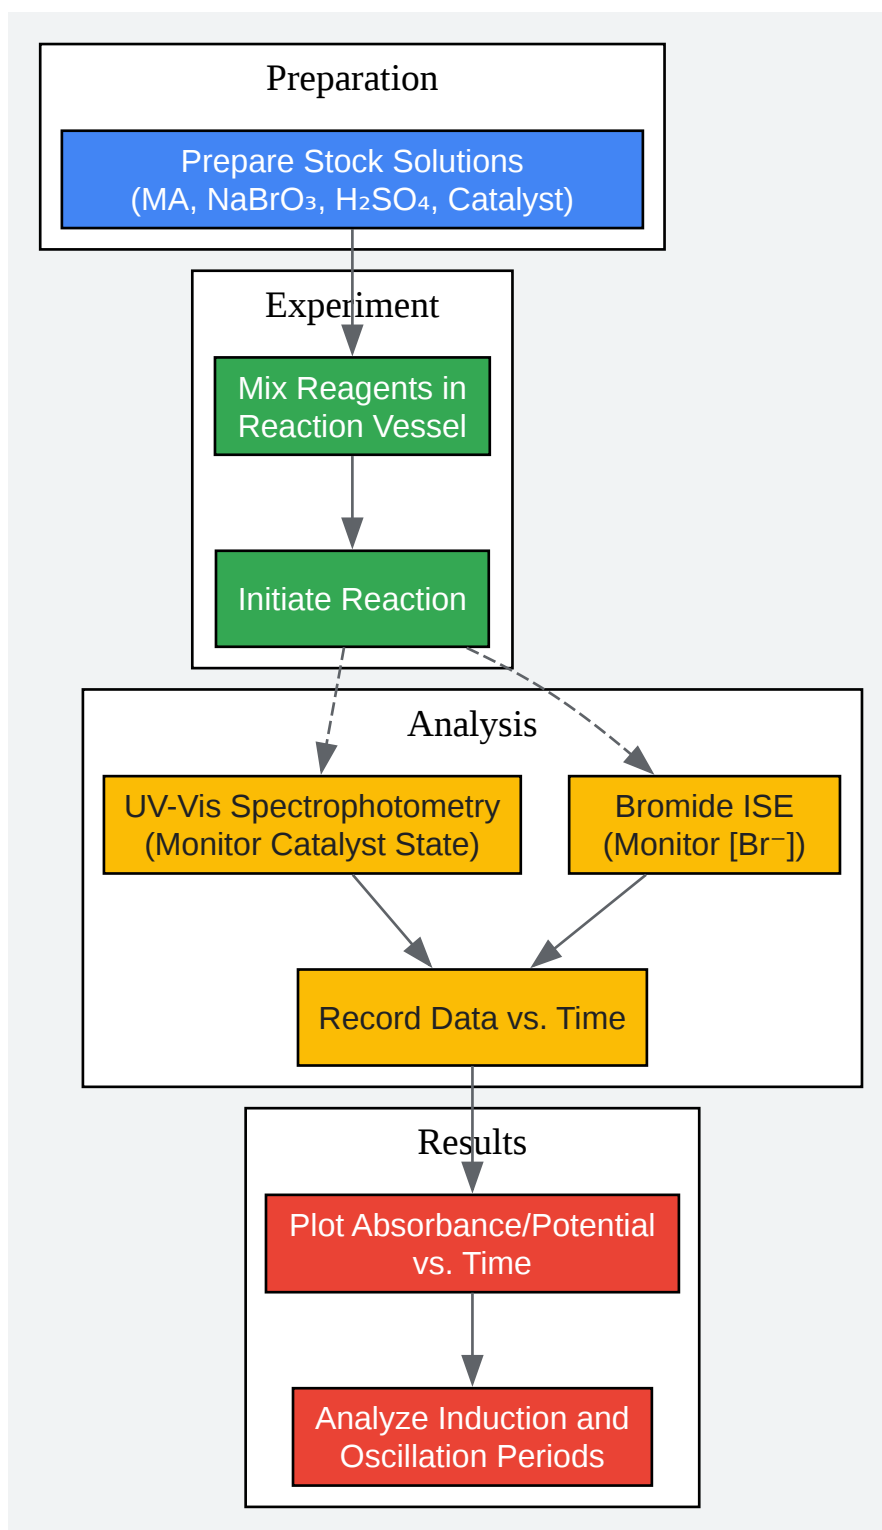 Preparation
Prepare Stock Solutions
(MA, NaBrO₃, H₂SO₄, Catalyst)
Experiment
Mix Reagents in
Reaction Vessel
Initiate Reaction
Analysis
UV-Vis Spectrophotometry
(Monitor Catalyst State)
Bromide ISE
(Monitor [Br⁻])
Record Data vs. Time
Results
Plot Absorbance/Potential
vs. Time
Analyze Induction and
Oscillation Periods